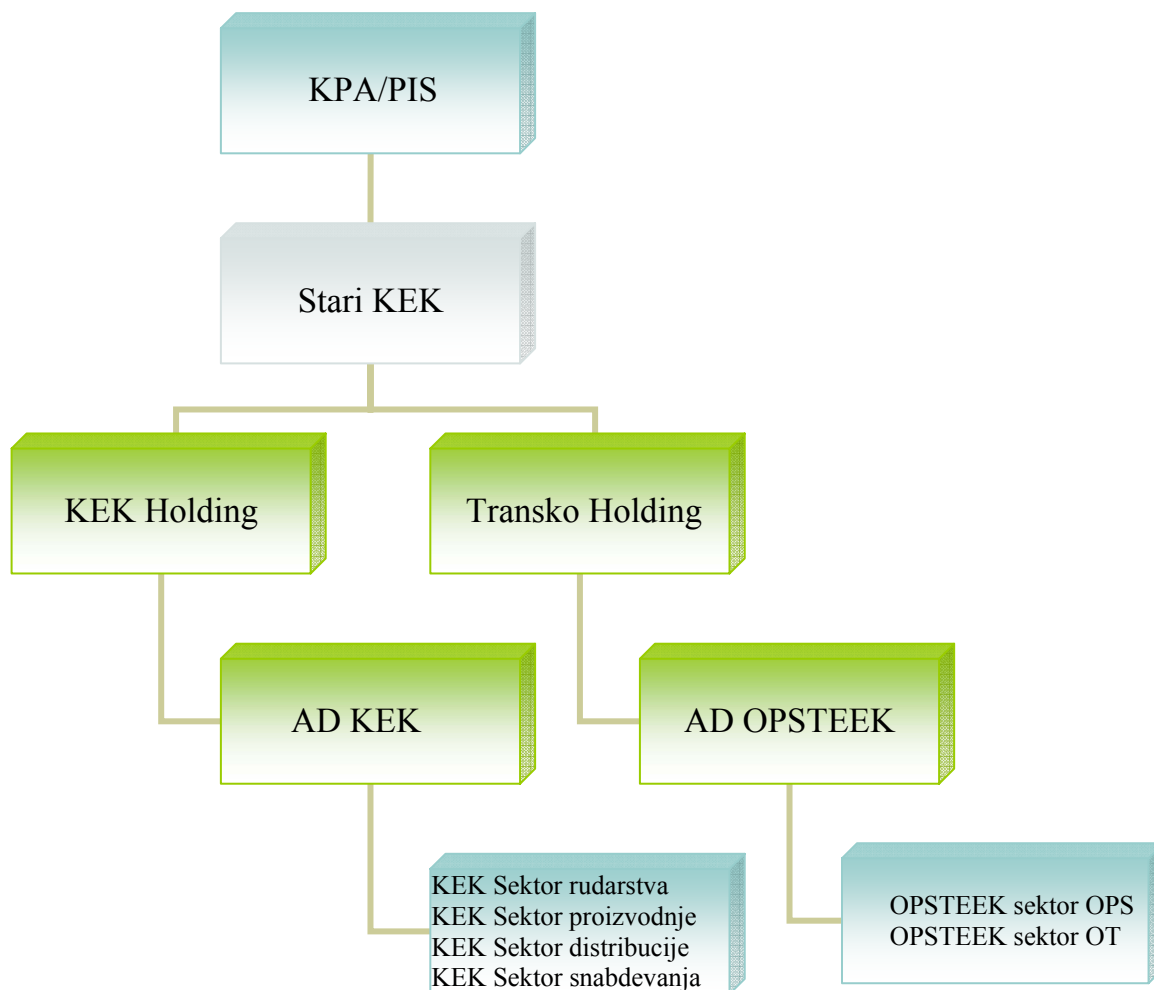 KPA/PIS
Stari KEK
KEK Holding
Transko Holding
AD KEK
AD OPSTEEK
KEK Sektor rudarstva
KEK Sektor proizvodnje
KEK Sektor distribucije
KEK Sektor snabdevanja
OPSTEEK sektor OPS
OPSTEEK sektor OT